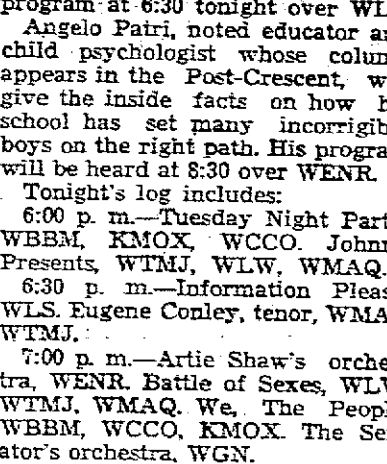 program at 6:30 tonight over WL
Angelo Patri, noted educator a
child psychologist whose colum
appears in the Post-Crescent, w
give the inside facts on how h
school has set many incorrigib
boys on the right path. His progra
will be heard at 8:30 over WENR.
Tonight's log includes:
6:00 p. m.—Tuesday Night Part
WBBM, KMOX, WCCO. Johnn
Presents, WTMJ, WLW, WMAQ.
6:30 p. m.—Information Pleas
WLS. Eugene Conley, tenor, WMA
WTMJ.
7:00 p. m.—Artie Shaw's orche
tra, WENR. Battle of Sexes, WLW
WTMJ, WMAQ. We, The Peopl
WBBM, WCCO, KMOX. The Se
ator's orchestra, WGN.